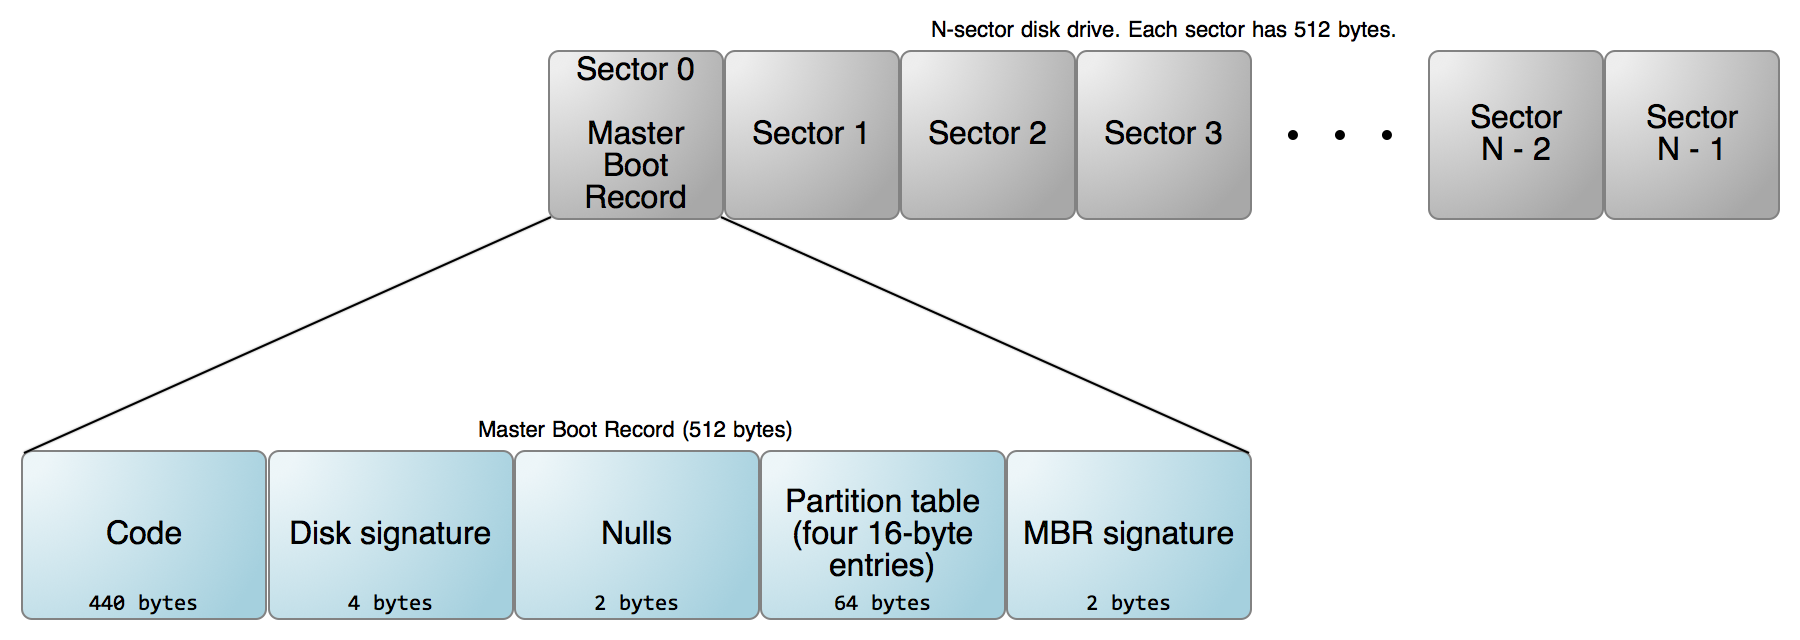 N-sector disk drive. Each sector has 512 bytes.
Sector 0
Master
Boot
Record
Sector 1
Sector 2
Sector 3
• • •
Sector
N - 2
Sector
N - 1
Master Boot Record (512 bytes)
Code
440 bytes
Disk signature
4 bytes
Nulls
2 bytes
Partition table
(four 16-byte
entries)
64 bytes
MBR signature
2 bytes